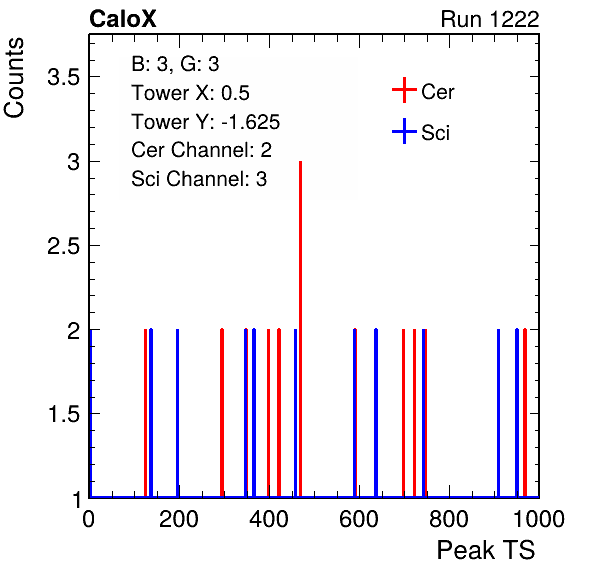 CaloX Run 1222
Counts
B: 3, G: 3
Tower X: 0.5
Tower Y: -1.625
Cer Channel: 2
Sci Channel: 3
Cer
Sci
3.5
3
2.5
2
1.5
1
0 200 400 600 800 1000
Peak TS